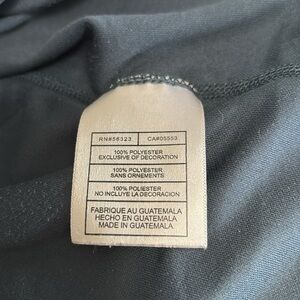 RN#56323 CA#05553
100% POLYESTER
EXCLUSIVE OF DECORATION
100% POLYESTER
SANS ORNEMENTS
100% POLIESTER
NO INCLUYE LA DECORACION
FABRIQUE AU GUATEMALA
HECHO EN GUATEMALA
MADE IN GUATEMALA